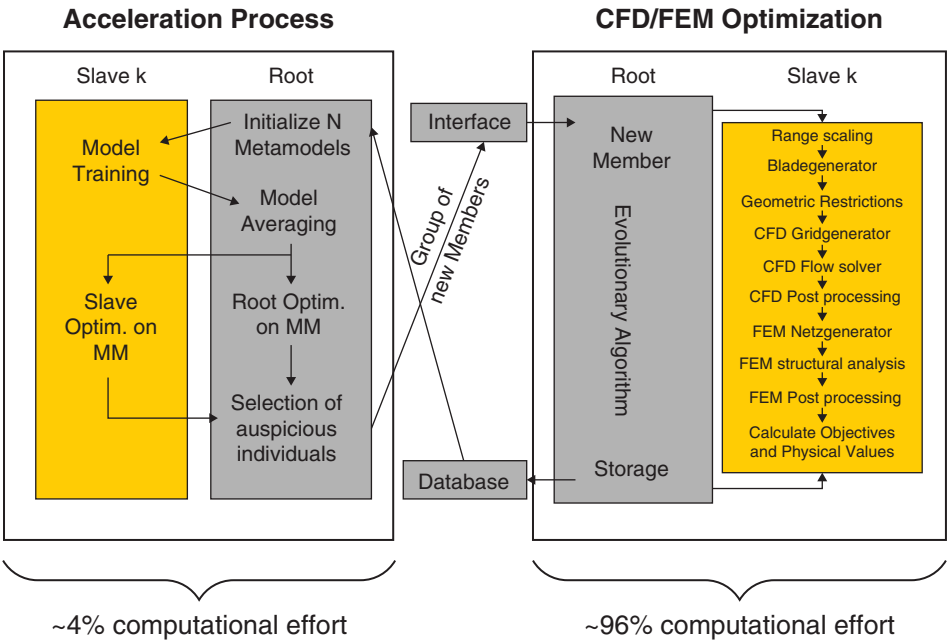 Acceleration Process
CFD/FEM Optimization
Slave k
Root
Model
Training
Initialize N
Metamodels
Model
Averaging
Slave
Optim. on
MM
Root Optim.
on MM
Selection of
auspicious
individuals
Interface
Group of
new Members
Database
Root
Slave k
New
Member
Evolutionary Algorithm
Storage
Range scaling
Bladegenerator
Geometric Restrictions
CFD Gridgenerator
CFD Flow solver
CFD Post processing
FEM Netzgenerator
FEM structural analysis
FEM Post processing
Calculate Objectives
and Physical Values
~4% computational effort
~96% computational effort